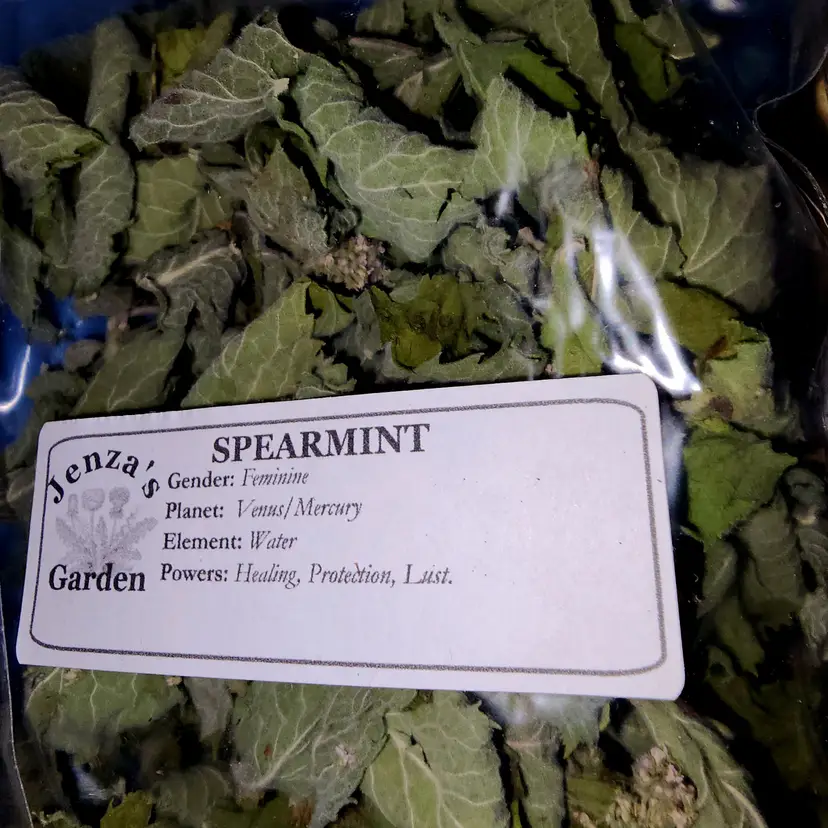 Jenza's
Garden
SPEARMINT
Gender: Feminine
Planet: Venus/Mercury
Element: Water
Powers: Healing, Protection, Lust.